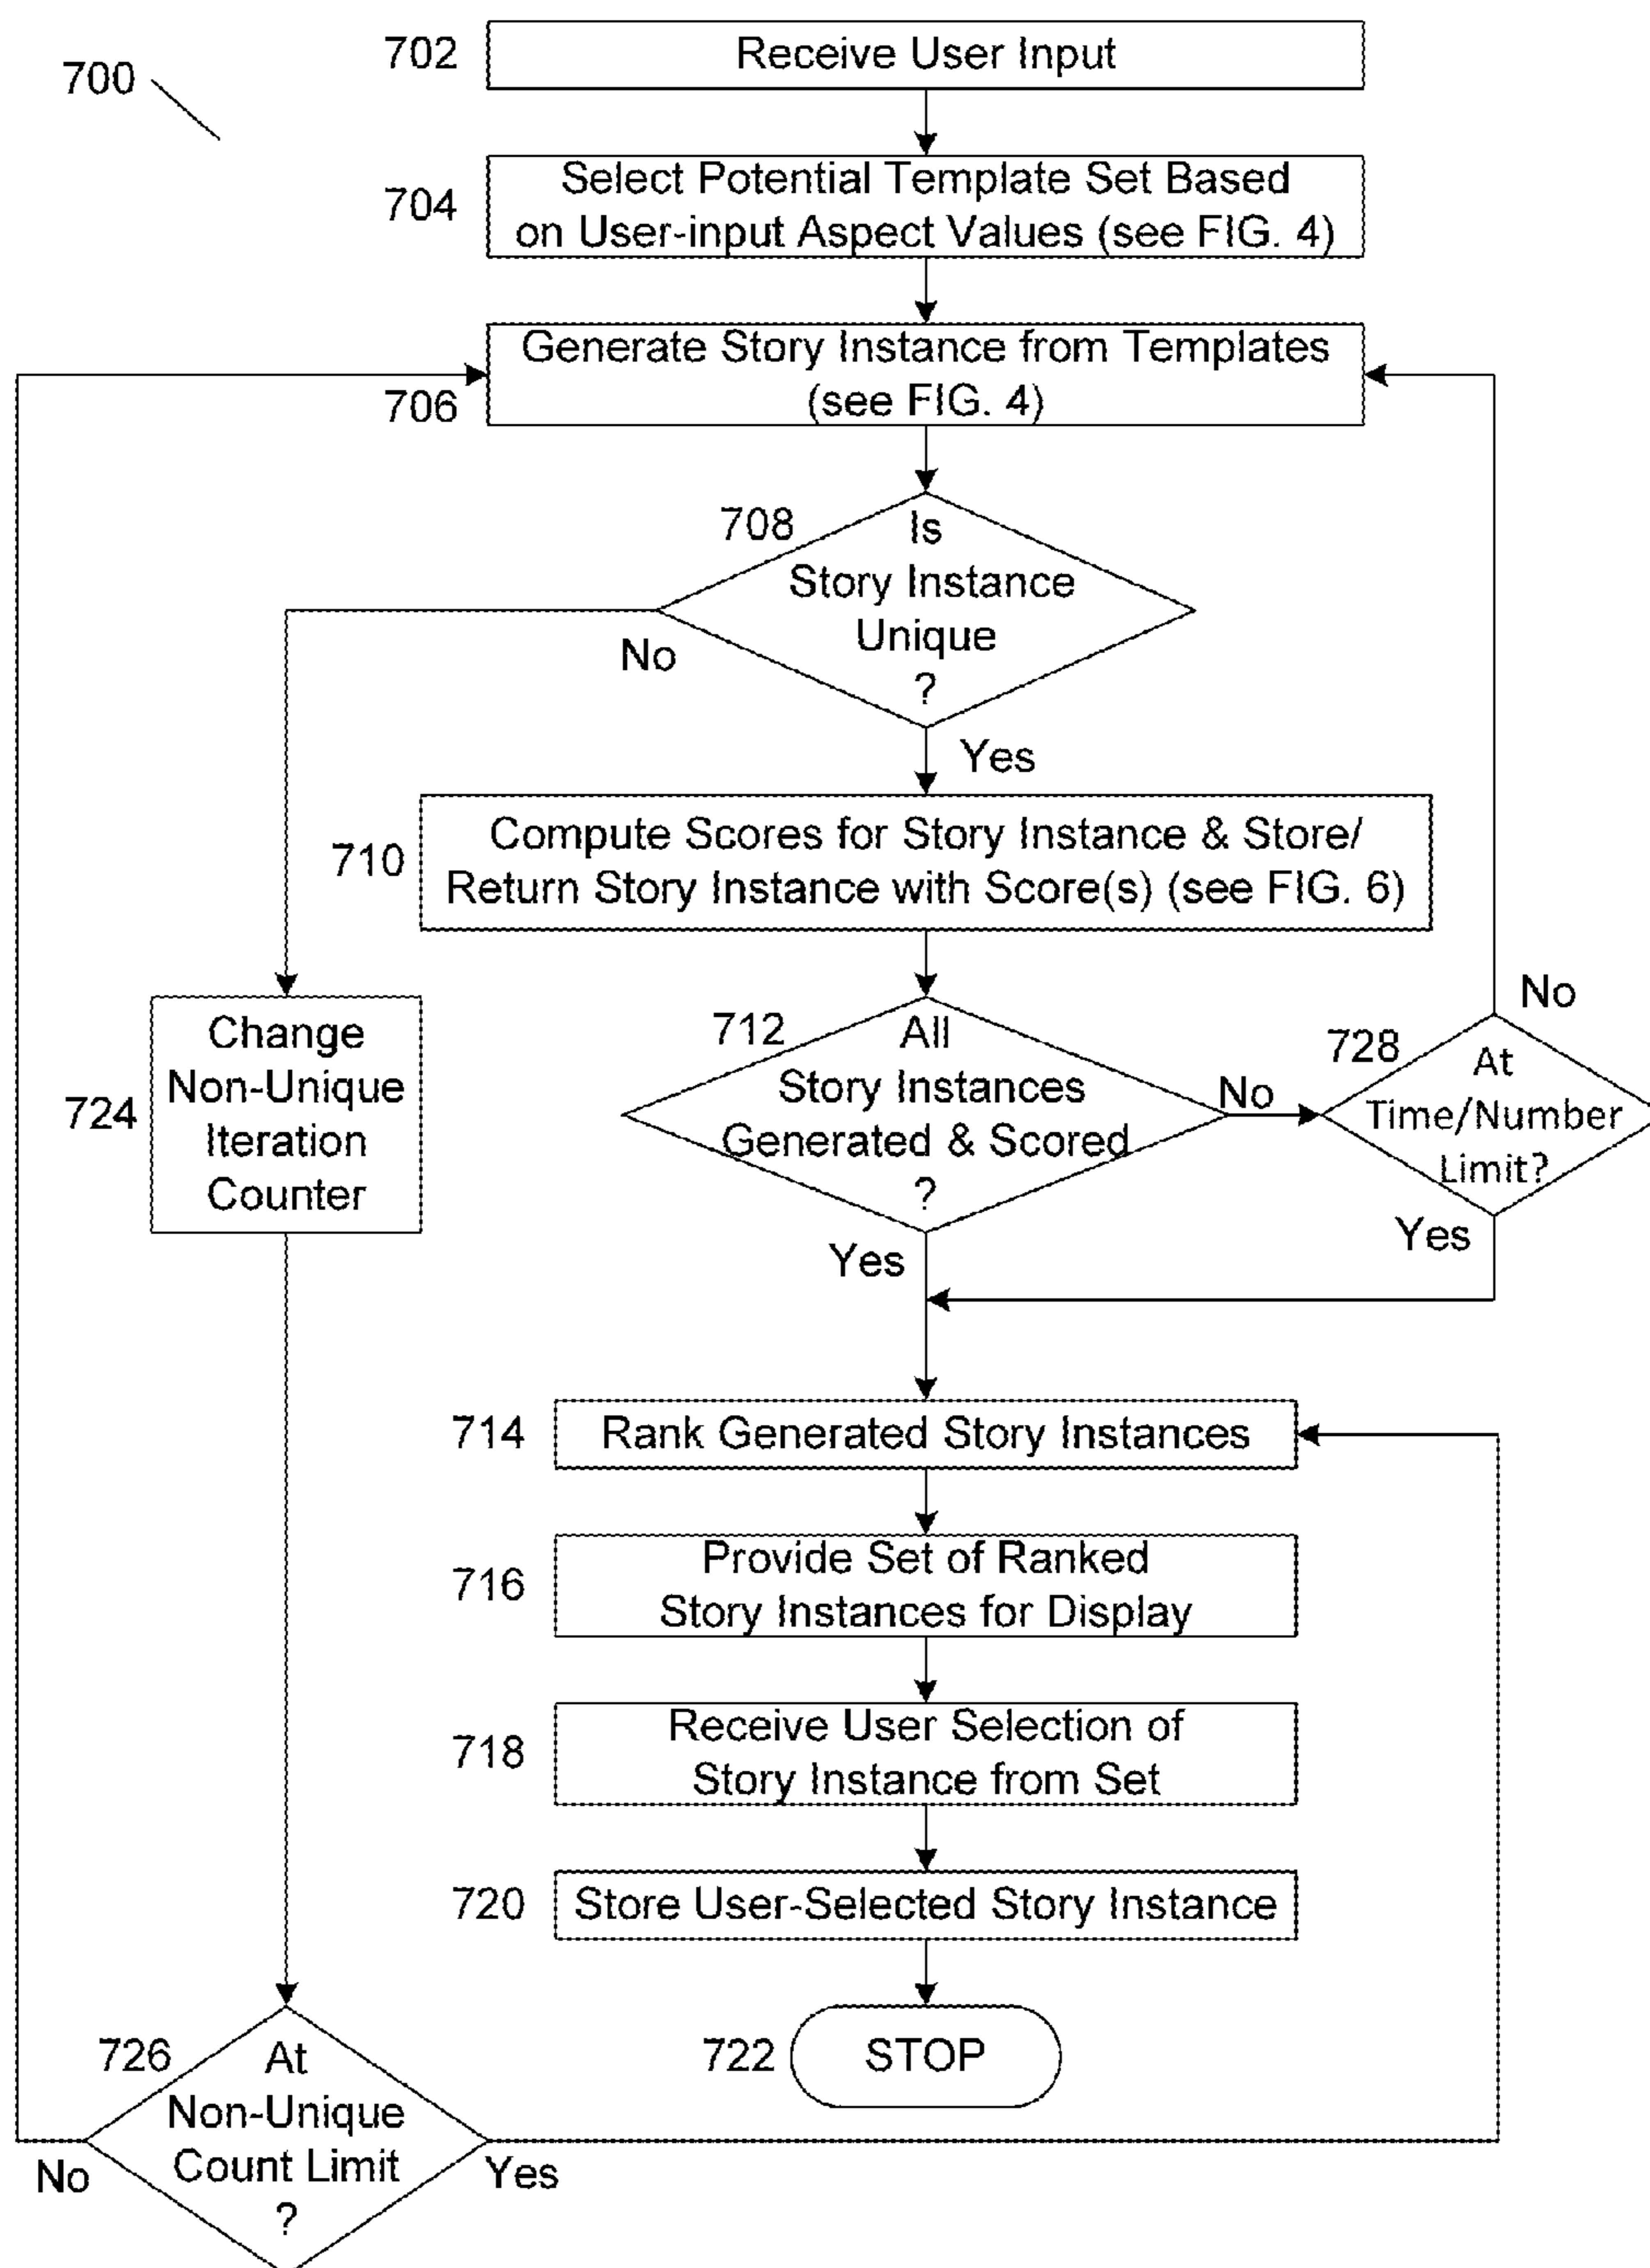 700
702
Receive User Input
704
Select Potential Template Set Based
on User-input Aspect Values (see FIG. 4)
706
Generate Story Instance from Templates
(see FIG. 4)
708
Is
Story Instance
Unique
?
No
Yes
710
Compute Scores for Story Instance & Store/
Return Story Instance with Score(s) (see FIG. 6)
712
All
Story Instances
Generated & Scored
?
No
Yes
728
At
Time/Number
Limit?
No
Yes
724
Change
Non-Unique
Iteration
Counter
714
Rank Generated Story Instances
716
Provide Set of Ranked
Story Instances for Display
718
Receive User Selection of
Story Instance from Set
720
Store User-Selected Story Instance
722
STOP
726
At
Non-Unique
Count Limit
?
No
Yes